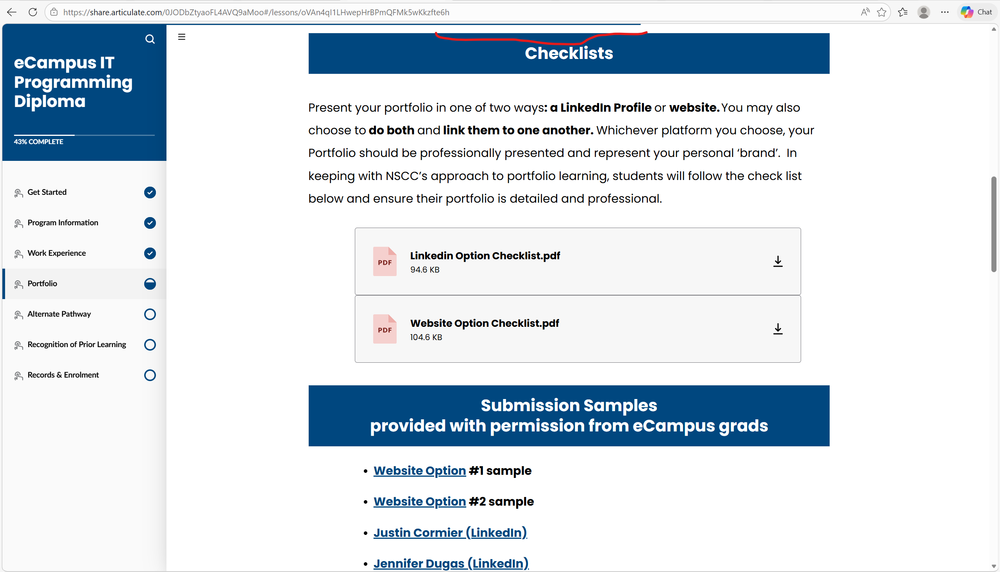 https://share.articulate.com/0JODbZtyaoFL4AVQ9aMoo#/lessons/oVAn4qI1LHwepHrBPmQFMk5wKkzfte6h
Chat
eCampus IT
Programming
Diploma
43% COMPLETE
Get Started
Program Information
Work Experience
Portfolio
Alternate Pathway
Recognition of Prior Learning
Records & Enrolment
Checklists
Present your portfolio in one of two ways: a LinkedIn Profile or website. You may also
choose to do both and link them to one another. Whichever platform you choose, your
Portfolio should be professionally presented and represent your personal ‘brand’.  In
keeping with NSCC’s approach to portfolio learning, students will follow the check list
below and ensure their portfolio is detailed and professional.
PDF
Linkedin Option Checklist.pdf
94.6 KB
PDF
Website Option Checklist.pdf
104.6 KB
Submission Samples
provided with permission from eCampus grads
• Website Option #1 sample
• Website Option #2 sample
• Justin Cormier (LinkedIn)
• Jennifer Dugas (LinkedIn)